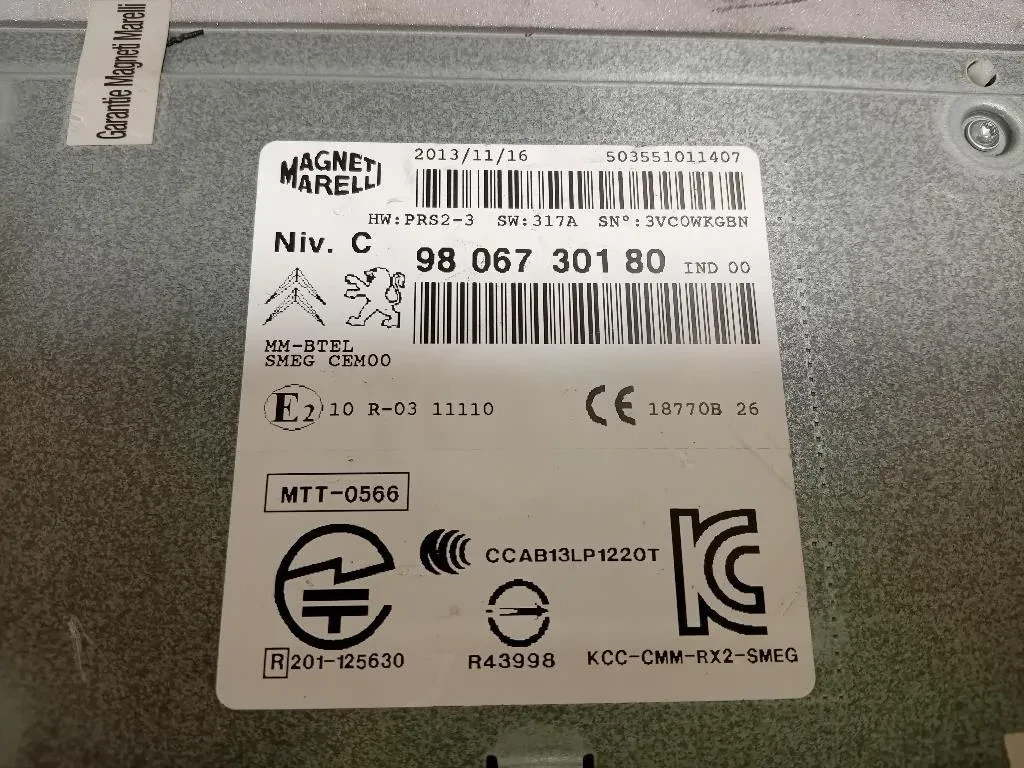 Garantie Magneti Marelli
MAGNETI MARELLI
2013/11/16 503551011407
HW:PRS2-3 SW:317A SN°:3VC0WKGBN
Niv. C
98 067 301 80 IND 00
MM-BTEL
SMEG CEM00
E2 10 R-03 11110
CE 18770B 26
MTT-0566
CCAB13LP1220T
KC
R 201-125630
R43998
KCC-CMM-RX2-SMEG